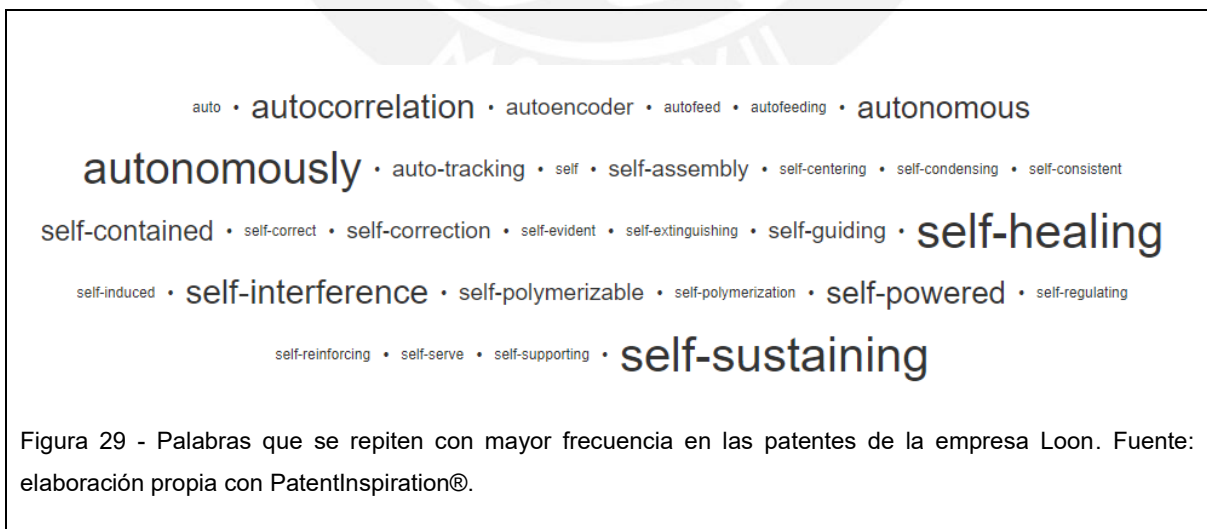 auto • autocorrelation • autoencoder • autofeed • autofeeding • autonomous
autonomously • auto-tracking • self • self-assembly • self-centering • self-condensing • self-consistent
self-contained • self-correct • self-correction • self-evident • self-extinguishing • self-guiding • self-healing
self-induced • self-interference • self-polymerizable • self-polymerization • self-powered • self-regulating
self-reinforcing • self-serve • self-supporting • self-sustaining
Figura 29 - Palabras que se repiten con mayor frecuencia en las patentes de la empresa Loon. Fuente:
elaboración propia con PatentInspiration®.